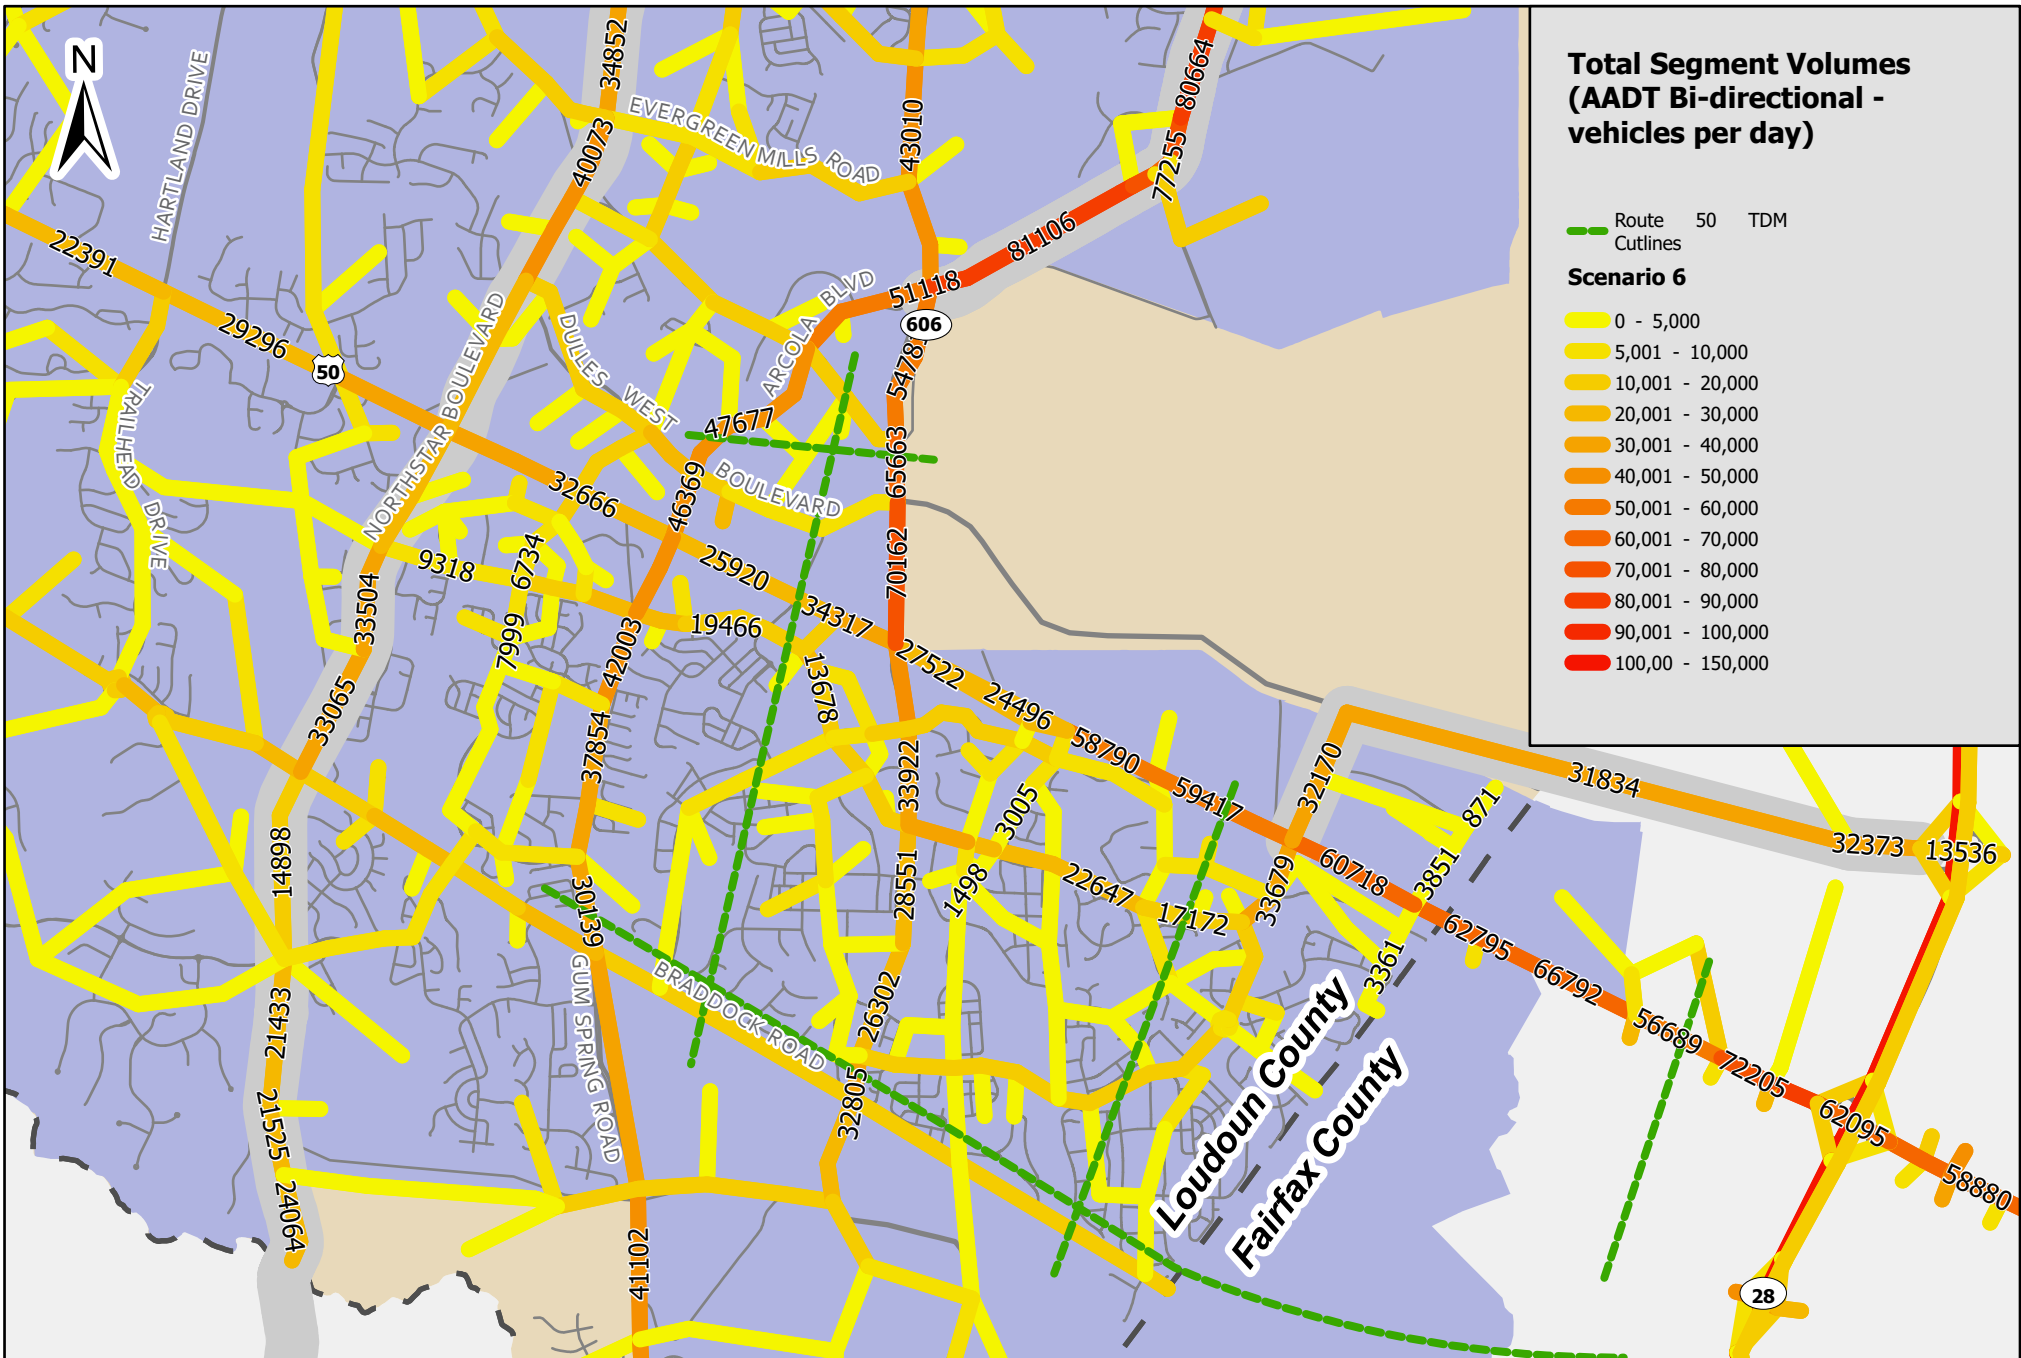 Total Segment Volumes
(AADT Bi-directional -
vehicles per day)
Route 50 TDM
Cutlines
Scenario 6
0 - 5,000
5,001 - 10,000
10,001 - 20,000
20,001 - 30,000
30,001 - 40,000
40,001 - 50,000
50,001 - 60,000
60,001 - 70,000
70,001 - 80,000
80,001 - 90,000
90,001 - 100,000
100,00 - 150,000
N
HARTLAND DRIVE
34852
40073
EVERGREEN MILLS ROAD
43010
80664
77255
81106
22391
29296
50
NORTHSTAR BOULEVARD
DULLES WEST BOULEVARD
ARCOLA BLVD
51118
606
47677
65663
46369
32666
TRAILHEAD DRIVE
9318
6734
25920
70162
33504
7999
42003
19466
34317
13678
27522
24496
33065
37854
33922
58790
59417
32170
31834
32373
13536
14898
3005
871
3851
30139
28551
1498
22647
17172
33679
60718
62795
3361
66792
GUM SPRING ROAD
BRADDOCK ROAD
26302
32805
21433
21525
24064
41102
56689
72205
62095
58880
Loudoun County
Fairfax County
28